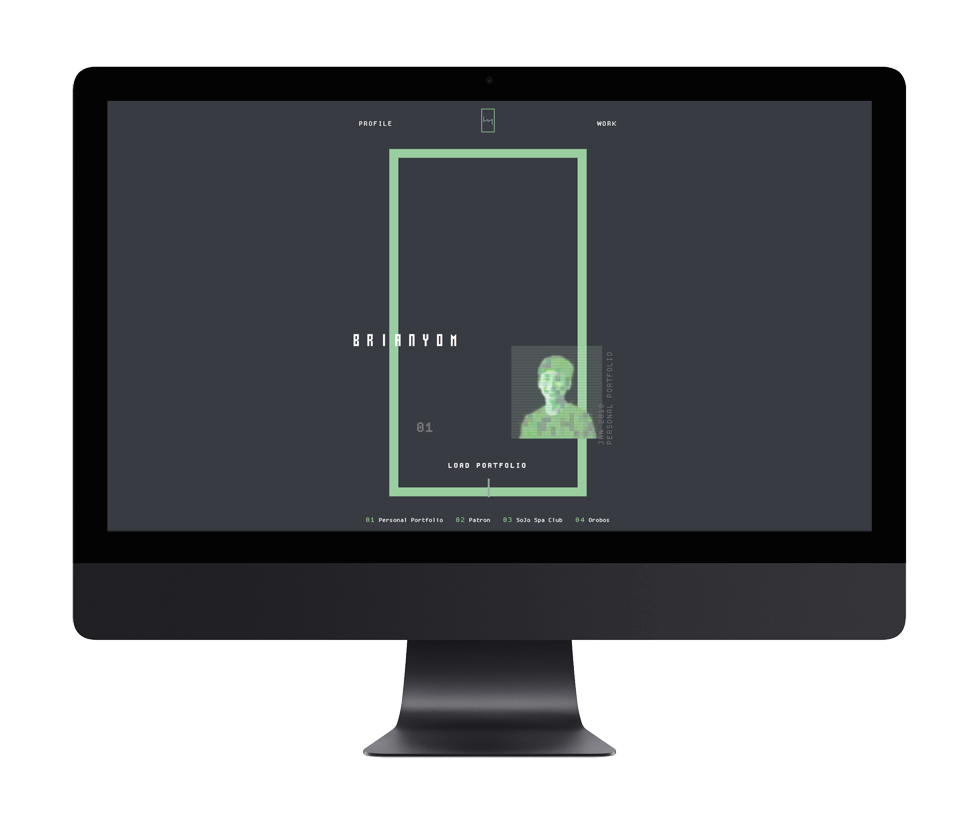 PROFILE
WORK
BRIANYOM
JAN 2018
PERSONAL PORTFOLIO
01
LOAD PORTFOLIO
01 Personal Portfolio 02 Patron 03 SoJo Spa Club 04 Orobos